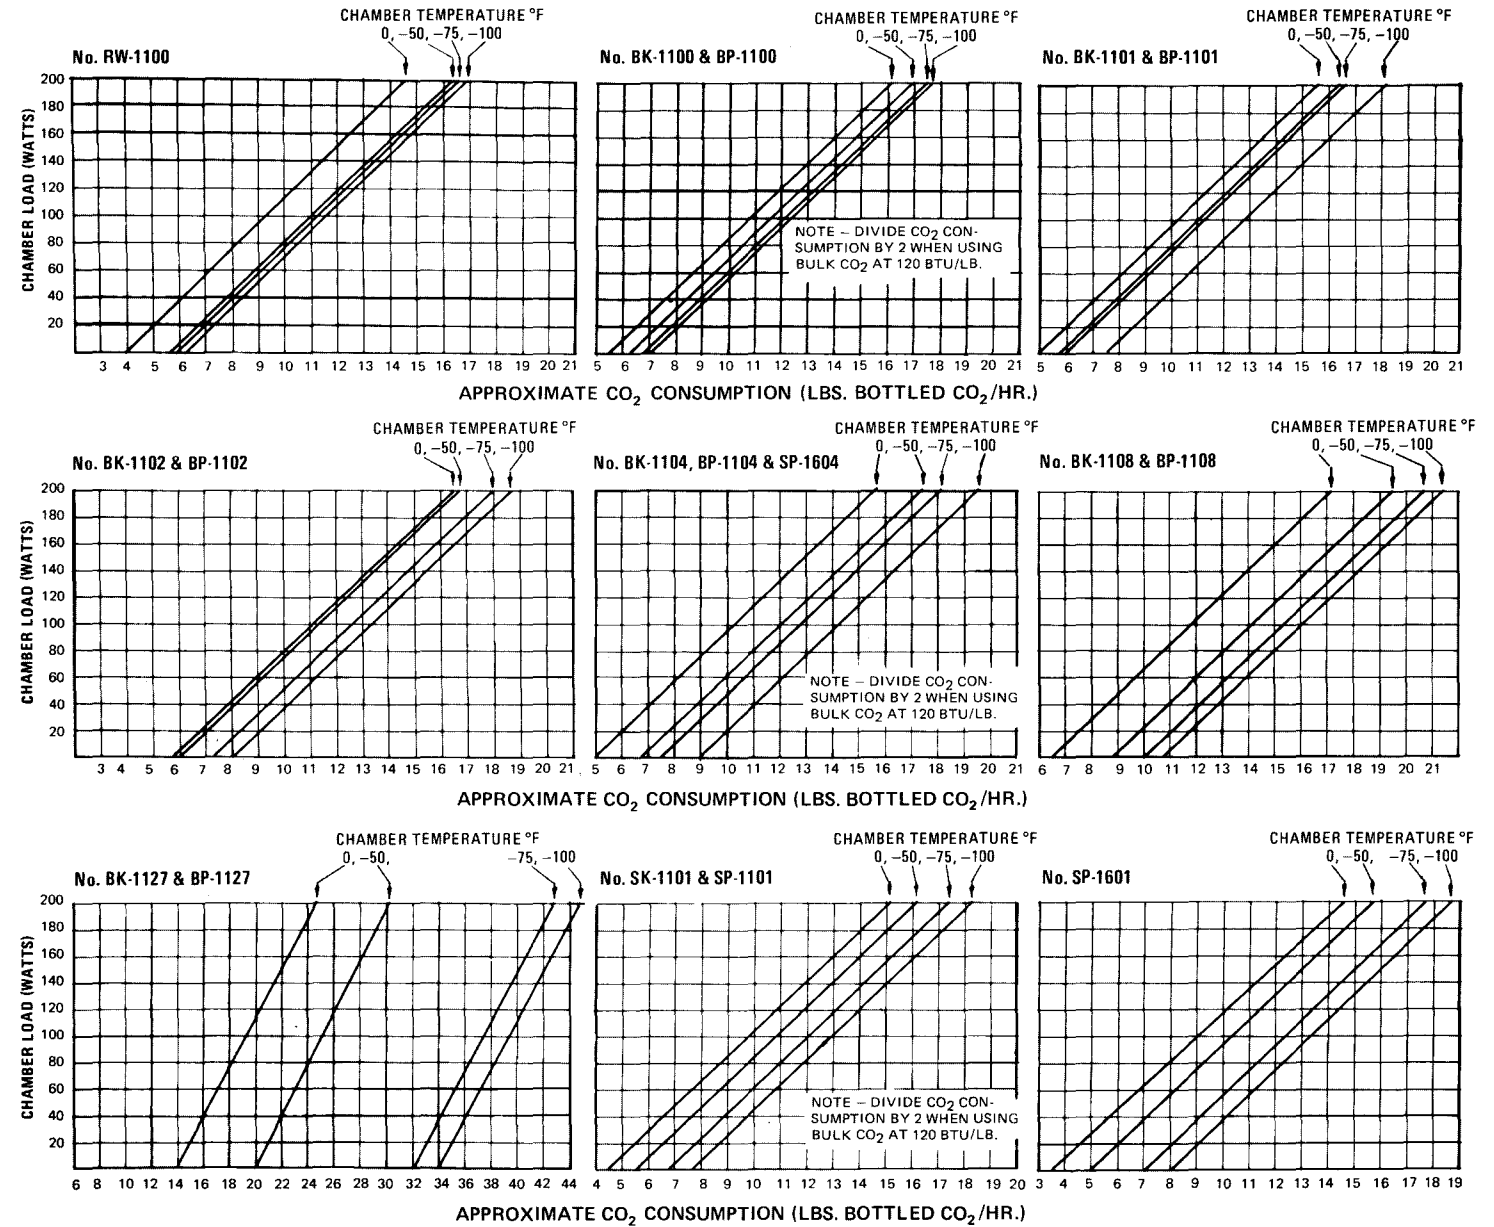 CHAMBER TEMPERATURE °F
0, –50, –75, –100
No. RW-1100
CHAMBER TEMPERATURE °F
0, –50, –75, –100
No. BK-1100 & BP-1100
CHAMBER TEMPERATURE °F
0, –50, –75, –100
No. BK-1101 & BP-1101
CHAMBER LOAD (WATTS)
200
180
160
140
120
100
80
60
40
20
NOTE – DIVIDE CO2 CON-
SUMPTION BY 2 WHEN USING
BULK CO2 AT 120 BTU/LB.
3 4 5 6 7 8 9 10 11 12 13 14 15 16 17 18 19 20 21
5 6 7 8 9 10 11 12 13 14 15 16 17 18 19 20 21
5 6 7 8 9 10 11 12 13 14 15 16 17 18 19 20 21
APPROXIMATE CO2 CONSUMPTION (LBS. BOTTLED CO2/HR.)
CHAMBER TEMPERATURE °F
0, –50, –75, –100
No. BK-1102 & BP-1102
CHAMBER TEMPERATURE °F
0, –50, –75, –100
No. BK-1104, BP-1104 & SP-1604
CHAMBER TEMPERATURE °F
0, –50, –75, –100
No. BK-1108 & BP-1108
CHAMBER LOAD (WATTS)
200
180
160
140
120
100
80
60
40
20
NOTE – DIVIDE CO2 CON-
SUMPTION BY 2 WHEN USING
BULK CO2 AT 120 BTU/LB.
3 4 5 6 7 8 9 10 11 12 13 14 15 16 17 18 19 20 21
5 6 7 8 9 10 11 12 13 14 15 16 17 18 19 20 21
6 7 8 9 10 11 12 13 14 15 16 17 18 19 20 21
APPROXIMATE CO2 CONSUMPTION (LBS. BOTTLED CO2/HR.)
CHAMBER TEMPERATURE °F
0, –50, –75, –100
No. BK-1127 & BP-1127
CHAMBER TEMPERATURE °F
0, –50, –75, –100
No. SK-1101 & SP-1101
CHAMBER TEMPERATURE °F
0, –50, –75, –100
No. SP-1601
CHAMBER LOAD (WATTS)
200
180
160
140
120
100
80
60
40
20
NOTE – DIVIDE CO2 CON-
SUMPTION BY 2 WHEN USING
BULK CO2 AT 120 BTU/LB.
6 8 10 12 14 16 18 20 22 24 26 28 30 32 34 36 38 40 42 44
4 5 6 7 8 9 10 11 12 13 14 15 16 17 18 19 20
3 4 5 6 7 8 9 10 11 12 13 14 15 16 17 18 19
APPROXIMATE CO2 CONSUMPTION (LBS. BOTTLED CO2/HR.)